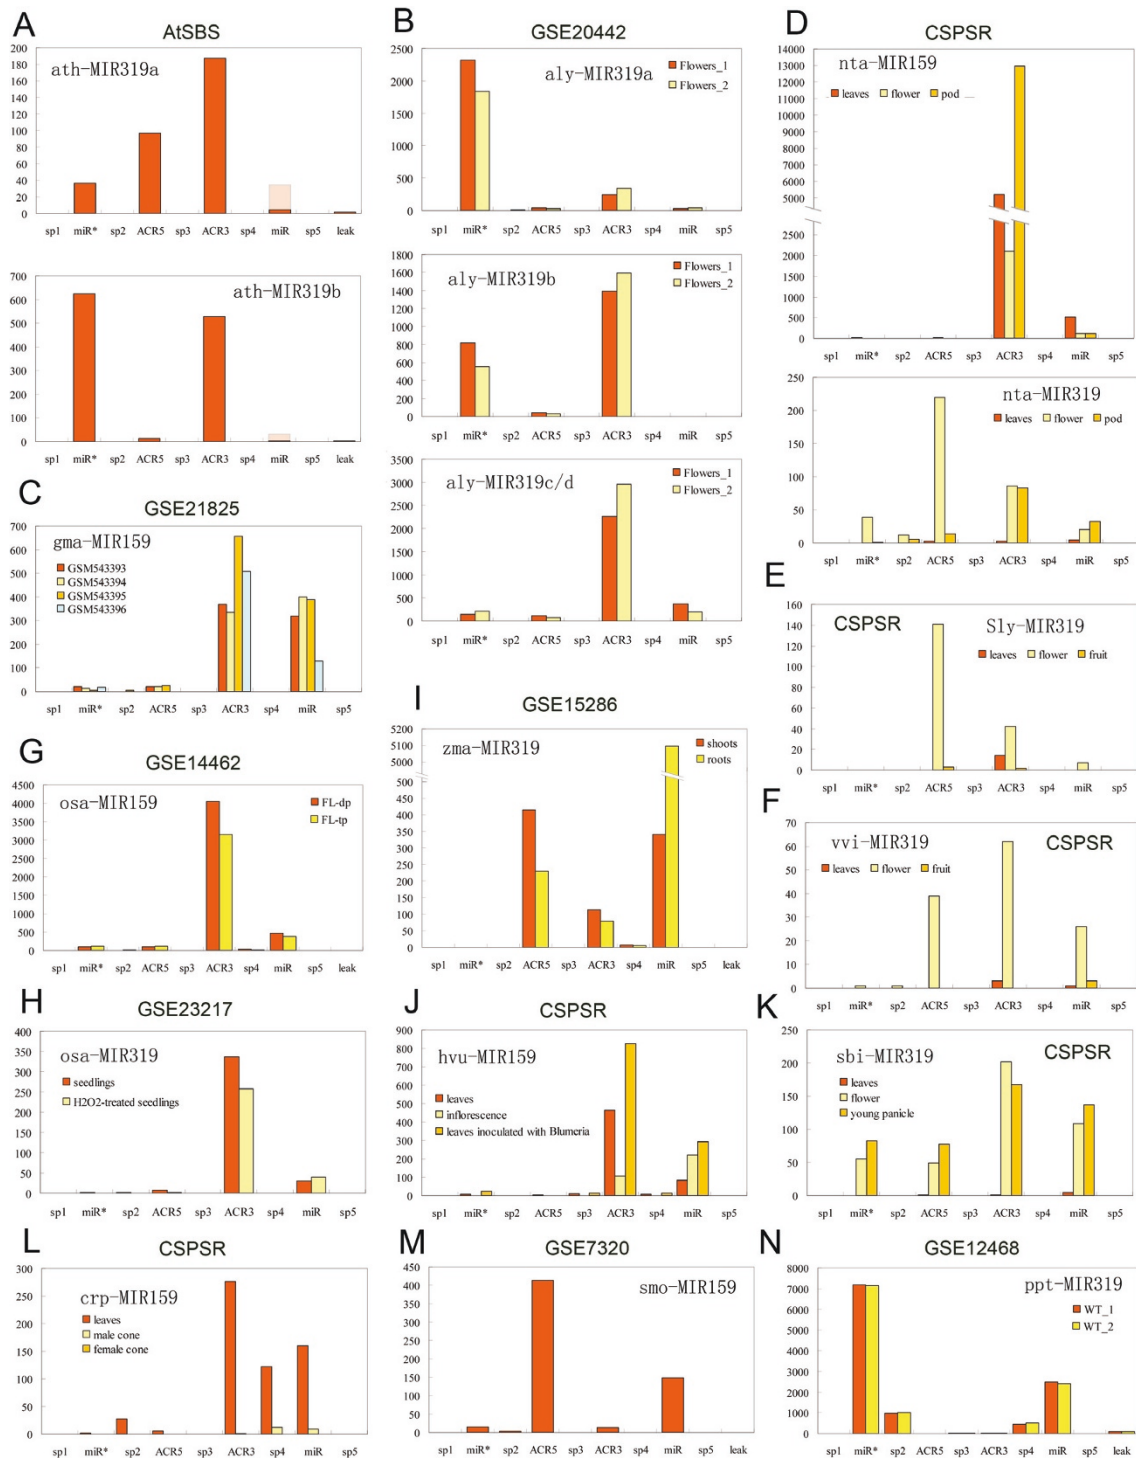 A
AtSBS
ath-MIR319a
200
180
160
140
120
100
80
60
40
20
0
sp1 miR* sp2 ACR5 sp3 ACR3 sp4 miR sp5 leak
ath-MIR319b
700
600
500
400
300
200
100
0
sp1 miR* sp2 ACR5 sp3 ACR3 sp4 miR sp5 leak
B
GSE20442
aly-MIR319a
Flowers_1
Flowers_2
2500
2000
1500
1000
500
0
sp1 miR* sp2 ACR5 sp3 ACR3 sp4 miR sp5
aly-MIR319b
Flowers_1
Flowers_2
1800
1600
1400
1200
1000
800
600
400
200
0
sp1 miR* sp2 ACR5 sp3 ACR3 sp4 miR sp5
aly-MIR319c/d
Flowers_1
Flowers_2
3500
3000
2500
2000
1500
1000
500
0
sp1 miR* sp2 ACR5 sp3 ACR3 sp4 miR sp5
C
GSE21825
gma-MIR159
GSM543393
GSM543394
GSM543395
GSM543396
700
600
500
400
300
200
100
0
sp1 miR* sp2 ACR5 sp3 ACR3 sp4 miR sp5
D
CSPSR
nta-MIR159
leaves flower pod
14000
13000
12000
11000
10000
9000
8000
7000
6000
5000
2500
2000
1500
1000
500
0
sp1 miR* sp2 ACR5 sp3 ACR3 sp4 miR sp5
nta-MIR319
leaves flower pod
250
200
150
100
50
0
sp1 miR* sp2 ACR5 sp3 ACR3 sp4 miR sp5
E
CSPSR
Sly-MIR319
leaves flower fruit
160
140
120
100
80
60
40
20
0
sp1 miR* sp2 ACR5 sp3 ACR3 sp4 miR sp5
F
vvi-MIR319
CSPSR
leaves flower fruit
70
60
50
40
30
20
10
0
sp1 miR* sp2 ACR5 sp3 ACR3 sp4 miR sp5
G
GSE14462
osa-MIR159
FL-dp
FL-tp
4500
4000
3500
3000
2500
2000
1500
1000
500
0
sp1 miR* sp2 ACR5 sp3 ACR3 sp4 miR sp5 leak
H
GSE23217
osa-MIR319
seedlings
H2O2-treated seedlings
400
350
300
250
200
150
100
50
0
sp1 miR* sp2 ACR5 sp3 ACR3 sp4 miR sp5
I
GSE15286
zma-MIR319
shoots
roots
5200
5100
5000
500
450
400
350
300
250
200
150
100
50
0
sp1 miR* sp2 ACR5 sp3 ACR3 sp4 miR sp5 leak
J
CSPSR
hvu-MIR159
leaves
inflorescence
leaves inoculated with Blumeria
900
800
700
600
500
400
300
200
100
0
sp1 miR* sp2 ACR5 sp3 ACR3 sp4 miR sp5
K
sbi-MIR319
CSPSR
leaves
flower
young panicle
250
200
150
100
50
0
sp1 miR* sp2 ACR5 sp3 ACR3 sp4 miR sp5
L
CSPSR
crp-MIR159
leaves
male cone
female cone
300
250
200
150
100
50
0
sp1 miR* sp2 ACR5 sp3 ACR3 sp4 miR sp5
M
GSE7320
smo-MIR159
450
400
350
300
250
200
150
100
50
0
sp1 miR* sp2 ACR5 sp3 ACR3 sp4 miR sp5 leak
N
GSE12468
ppt-MIR319
WT_1
WT_2
8000
7000
6000
5000
4000
3000
2000
1000
0
sp1 miR* sp2 ACR5 sp3 ACR3 sp4 miR sp5 leak